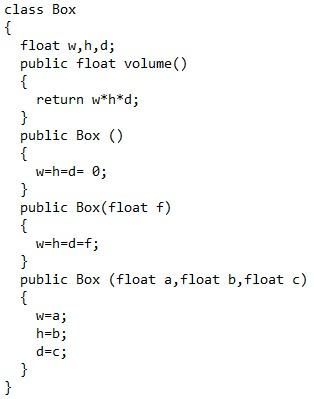 class Box
{
  float w,h,d;
  public float volume()
  {
    return w*h*d;
  }
  public Box ()
  {
    w=h=d= 0;
  }
  public Box(float f)
  {
    w=h=d=f;
  }
  public Box (float a,float b,float c)
  {
    w=a;
    h=b;
    d=c;
  }
}